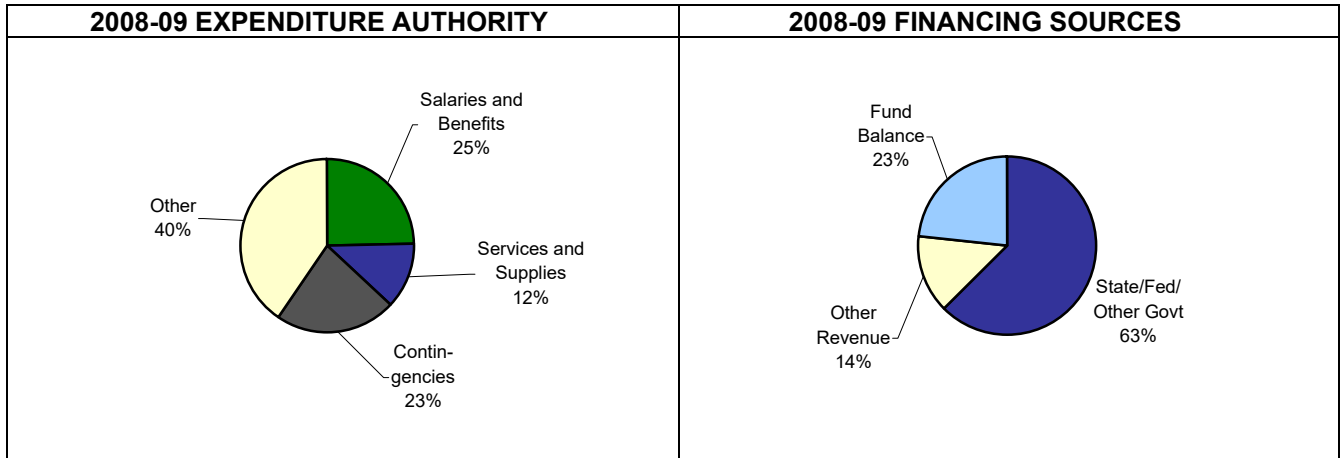 2008-09 EXPENDITURE AUTHORITY
Salaries and
Benefits
25%
Services and
Supplies
12%
Contin-
gencies
23%
Other
40%
2008-09 FINANCING SOURCES
Fund
Balance
23%
State/Fed/
Other Govt
63%
Other
Revenue
14%